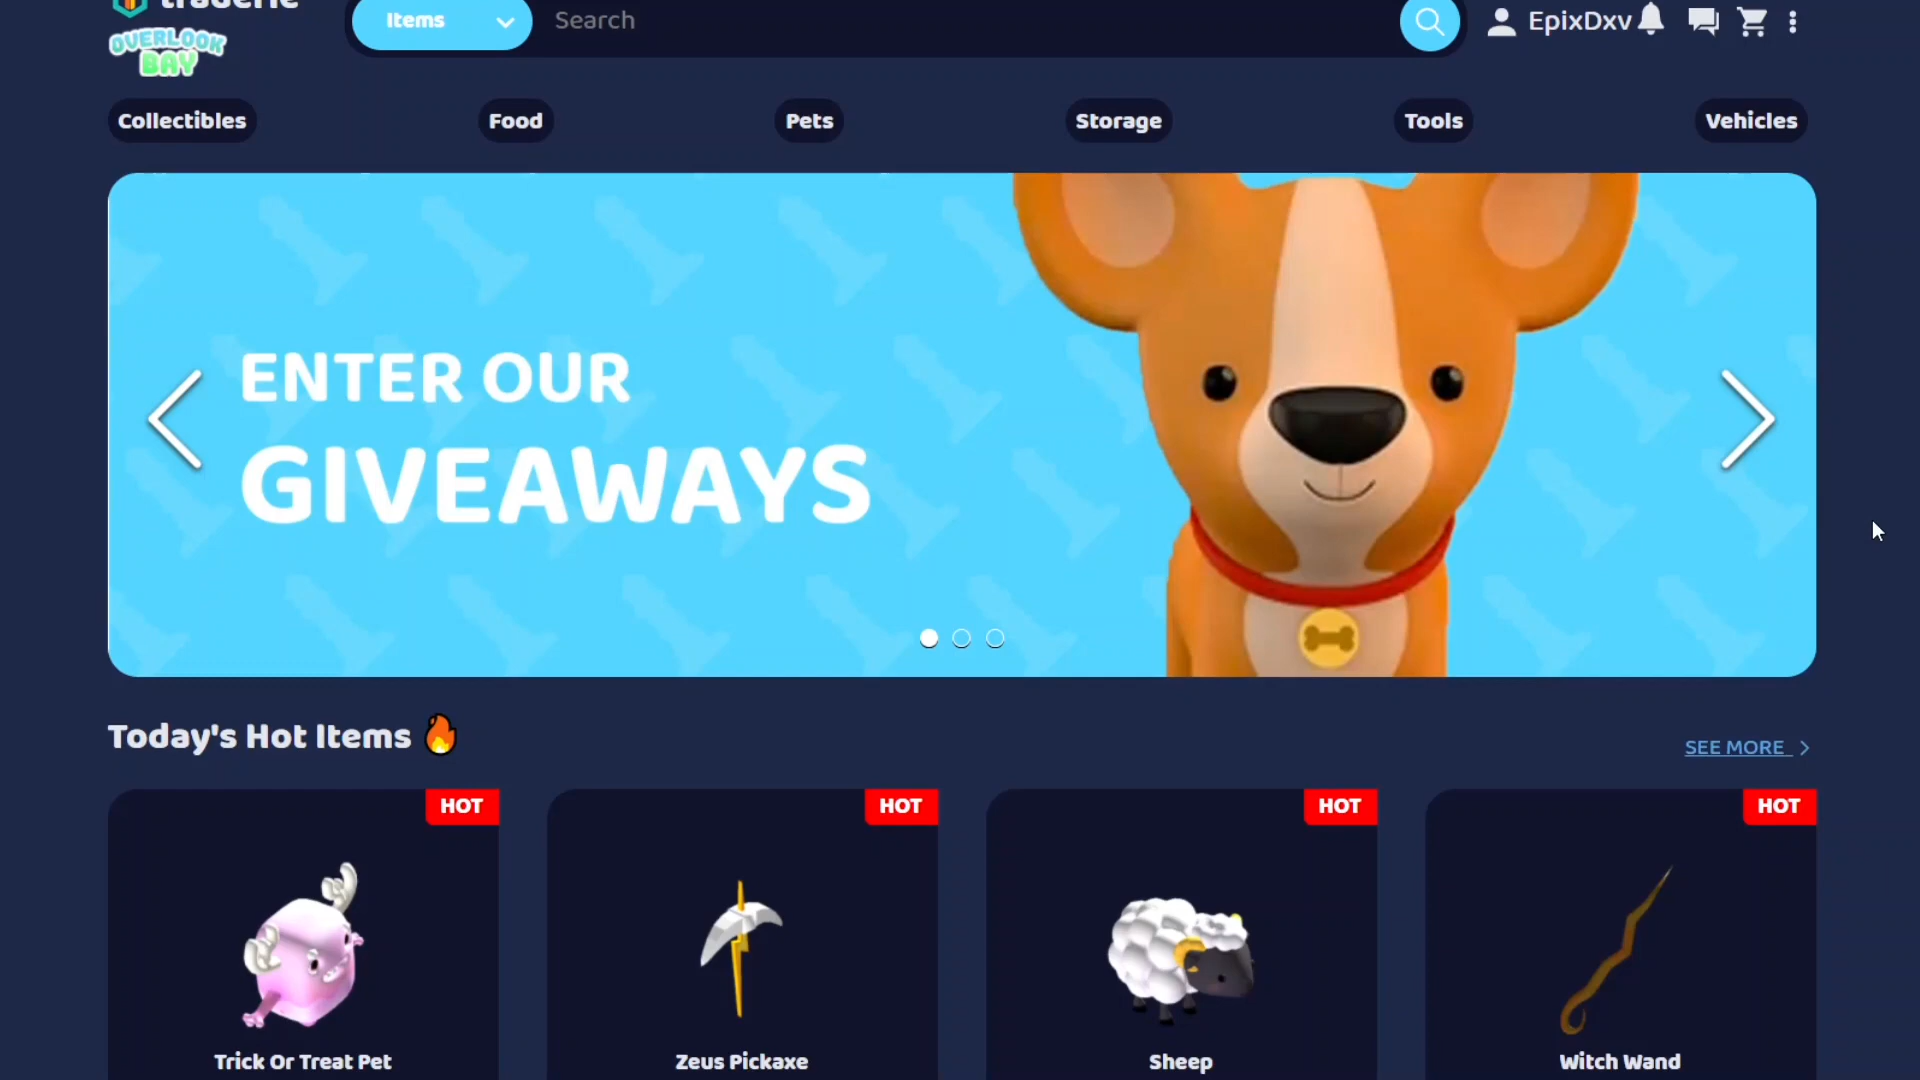 traderie
OVERLOOK
BAY
Items
Search
EpixDxv
Collectibles
Food
Pets
Storage
Tools
Vehicles
ENTER OUR
GIVEAWAYS
Today's Hot Items
SEE MORE
HOT
HOT
HOT
HOT
Trick Or Treat Pet
Zeus Pickaxe
Sheep
Witch Wand